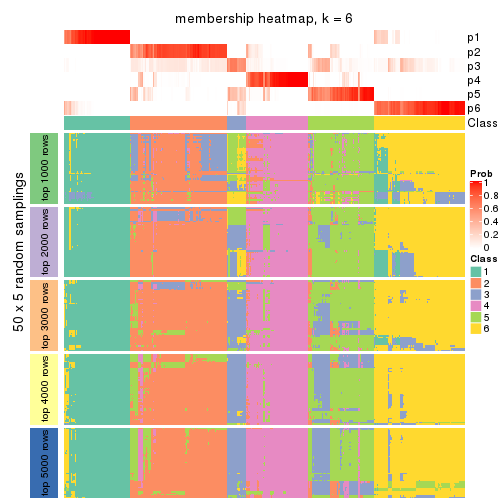 membership heatmap, k = 6
p1
p2
p3
p4
p5
p6
Class
50 x 5 random samplings
top 1000 rows
top 2000 rows
top 3000 rows
top 4000 rows
top 5000 rows
Prob
1
0.8
0.6
0.4
0.2
0
Class
1
2
3
4
5
6